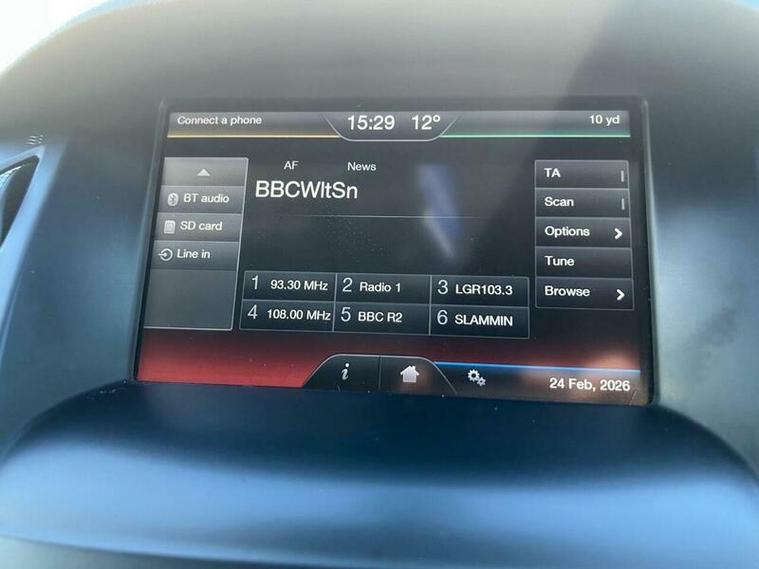 Connect a phone
15:29 12°
10 yd
AF News
BBCWltSn
BT audio
SD card
Line in
TA
Scan
Options
Tune
Browse
1 93.30 MHz
2 Radio 1
3 LGR103.3
4 108.00 MHz
5 BBC R2
6 SLAMMIN
i
24 Feb, 2026